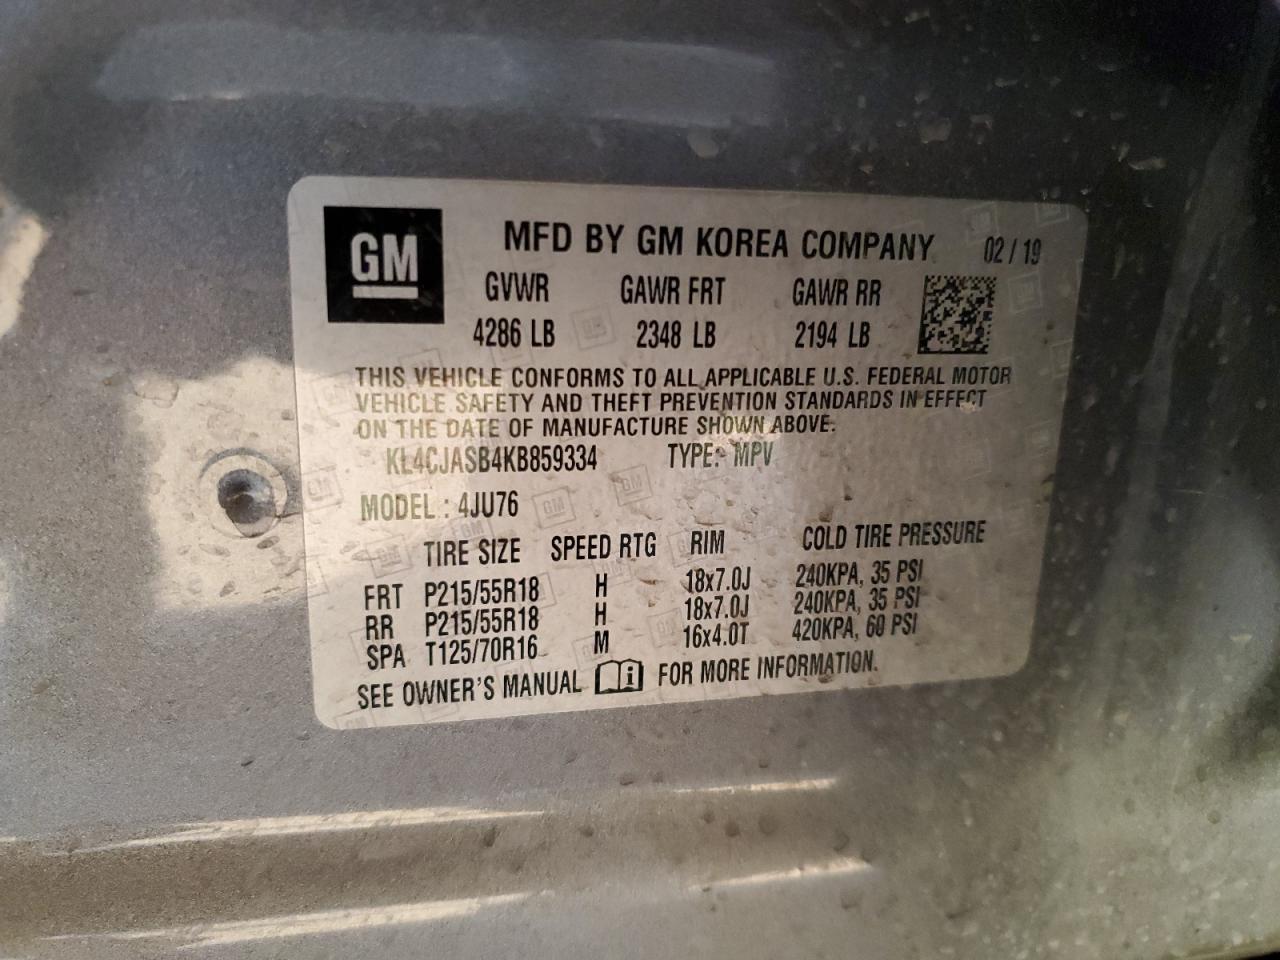 GM
MFD BY GM KOREA COMPANY 02 / 19
GVWR GAWR FRT GAWR RR
4286 LB 2348 LB 2194 LB
THIS VEHICLE CONFORMS TO ALL APPLICABLE U.S. FEDERAL MOTOR
VEHICLE SAFETY AND THEFT PREVENTION STANDARDS IN EFFECT
ON THE DATE OF MANUFACTURE SHOWN ABOVE.
KL4CJASB4KB859334 TYPE: MPV
MODEL : 4JU76
TIRE SIZE SPEED RTG RIM COLD TIRE PRESSURE
FRT P215/55R18 H 18x7.0J 240KPA, 35 PSI
RR P215/55R18 H 18x7.0J 240KPA, 35 PSI
SPA T125/70R16 M 16x4.0T 420KPA, 60 PSI
SEE OWNER'S MANUAL FOR MORE INFORMATION.